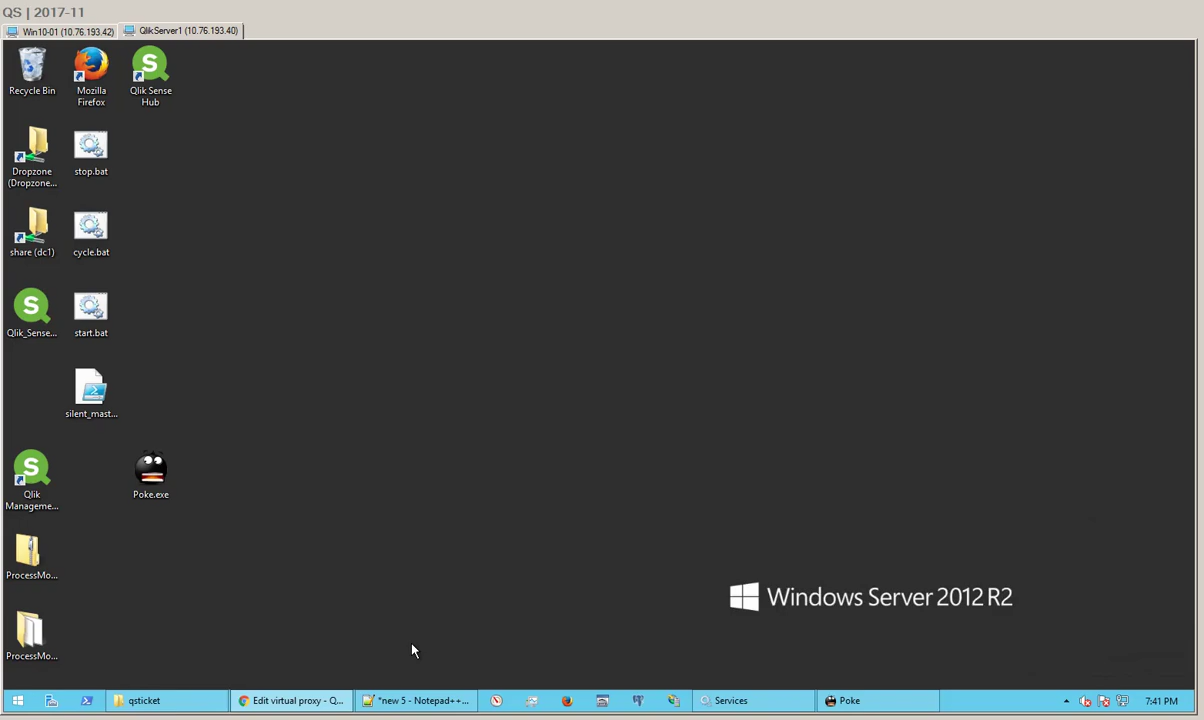 QS | 2017-11
Win10-01 (10.76.193.42)
QlikServer1 (10.76.193.40)
Recycle Bin
Mozilla
Firefox
Qlik Sense
Hub
Dropzone
(Dropzone...
stop.bat
share (dc1)
cycle.bat
Qlik_Sense...
start.bat
silent_mast...
Qlik
Manageme...
Poke.exe
ProcessMo...
ProcessMo...
Windows Server 2012 R2
qsticket
Edit virtual proxy - Q...
*new 5 - Notepad++...
Services
Poke
7:41 PM